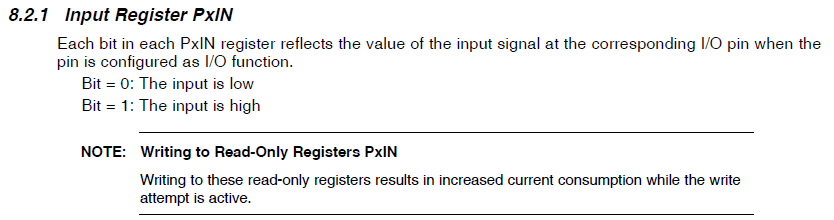 8.2.1 Input Register PxIN
Each bit in each PxIN register reflects the value of the input signal at the corresponding I/O pin when the
pin is configured as I/O function.
Bit = 0: The input is low
Bit = 1: The input is high
NOTE: Writing to Read-Only Registers PxIN
Writing to these read-only registers results in increased current consumption while the write
attempt is active.